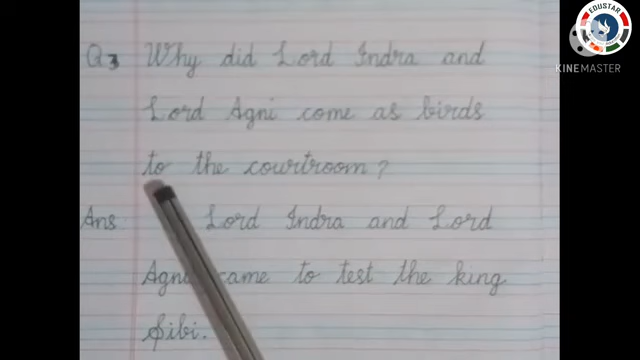 EDUSTAR
KINEMASTER
Q3 Why did Lord Indra and
Lord Agni come as birds
to the courtroom?
Ans Lord Indra and Lord
Agni came to test the king
Sibi.